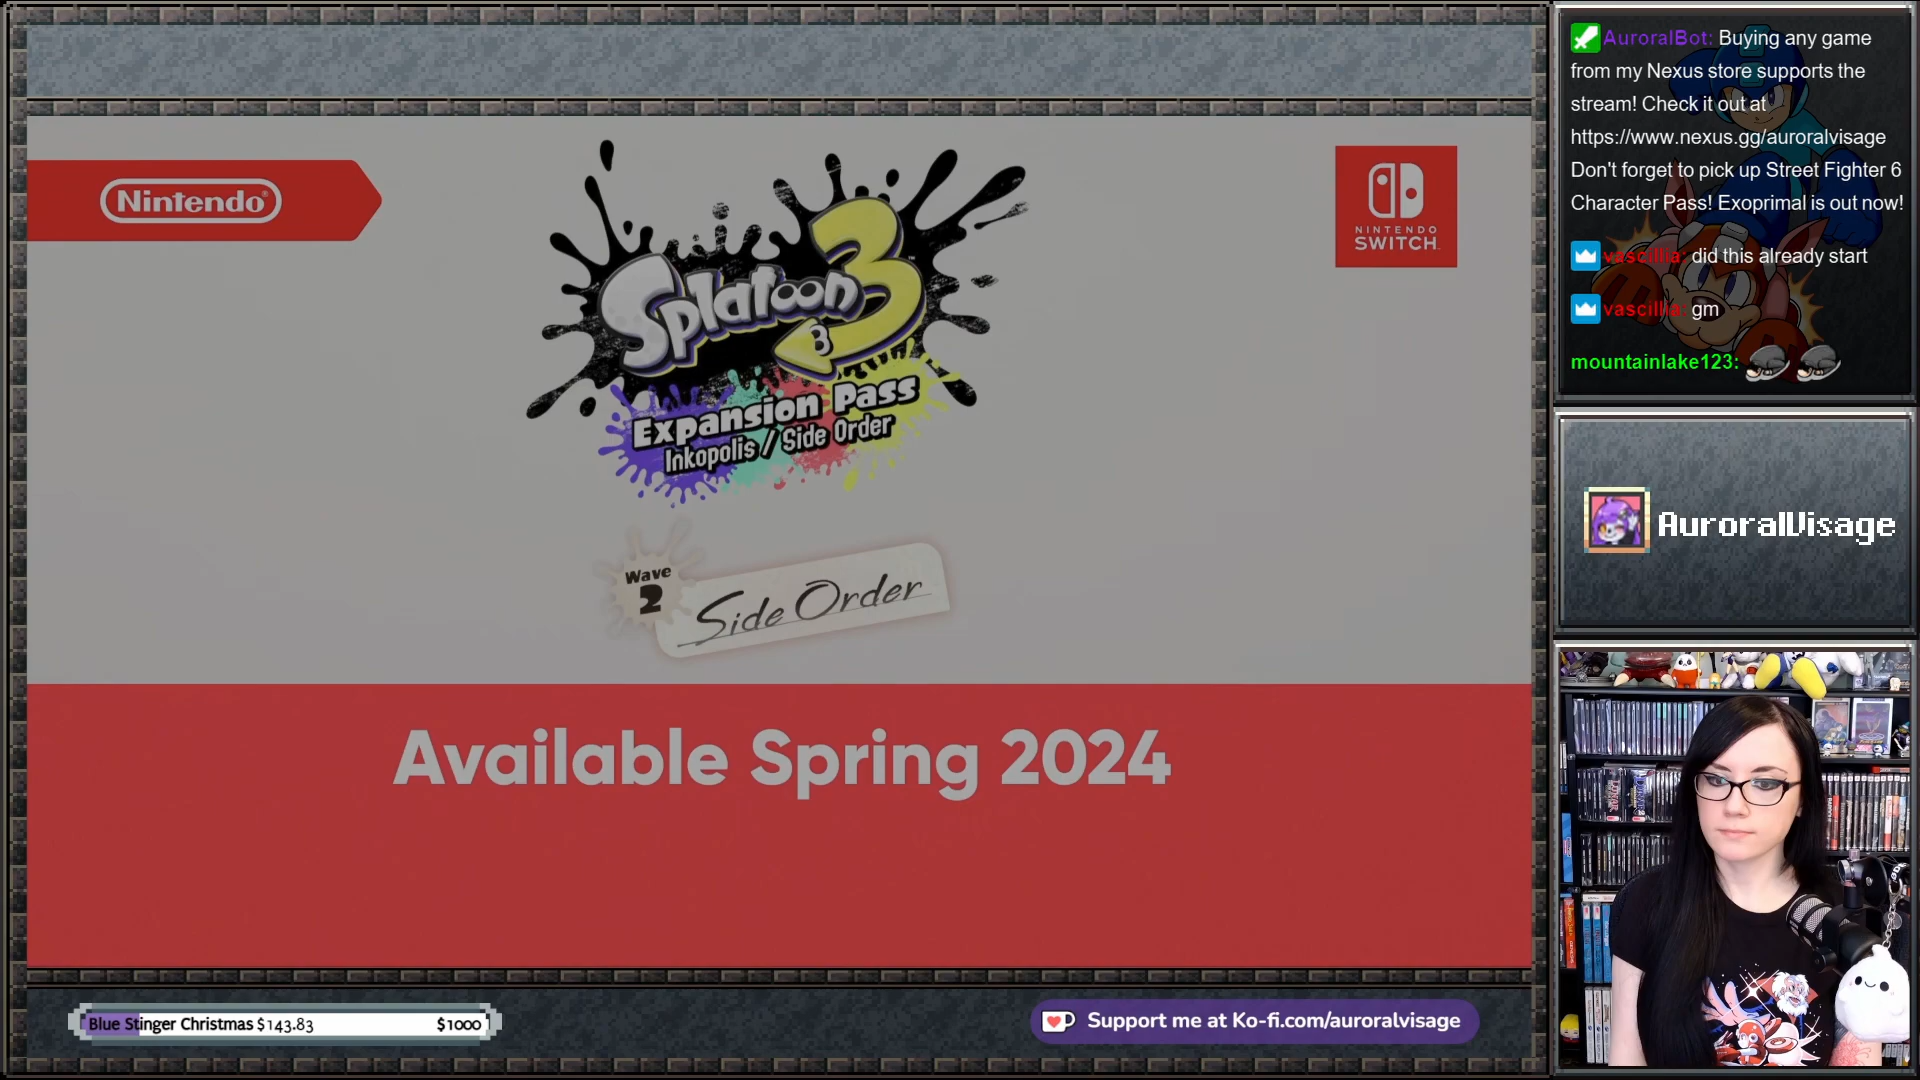 Nintendo
NINTENDO
SWITCH
Splatoon 3
3
Expansion Pass
Inkopolis / Side Order
Wave
2
Side Order
Available Spring 2024
AuroralBot: Buying any game
from my Nexus store supports the
stream! Check it out at
https://www.nexus.gg/auroralvisage
Don't forget to pick up Street Fighter 6
Character Pass! Exoprimal is out now!
vascillia: did this already start
vascillia: gm
mountainlake123:
AuroralVisage
Blue Stinger Christmas $143.83
$1000
Support me at Ko-fi.com/auroralvisage